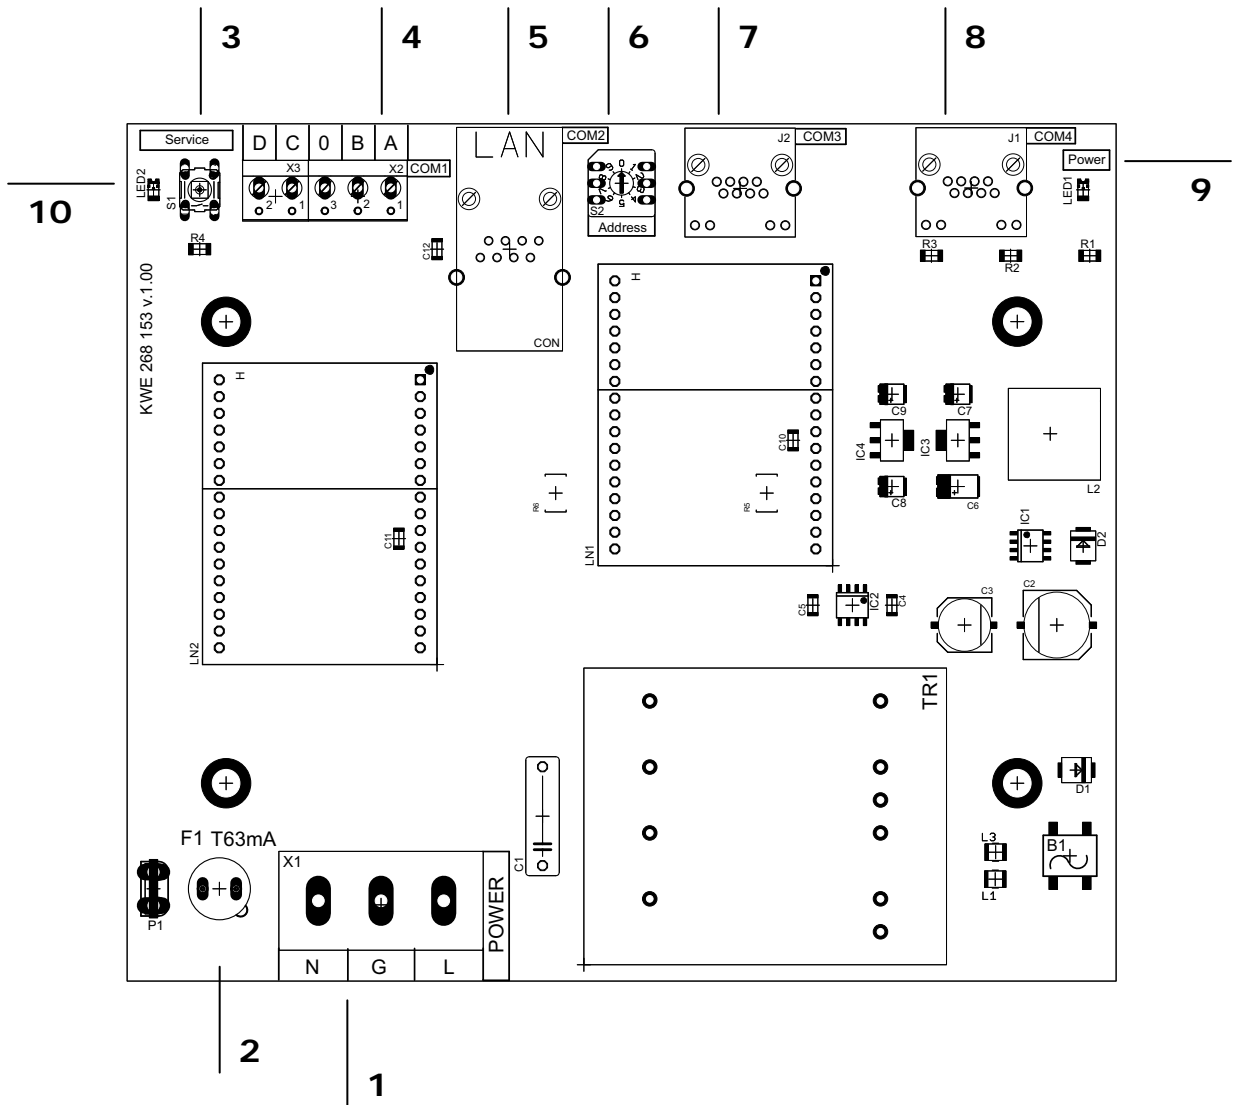 3 4 5 6 7 8
Service D C 0 B A LAN COM2 J2 COM3 J1 COM4
X3 X2 COM1 Power
LED2 S1 2 1 3 2 1 S2 LED1
10 9
Address
R4 C12 R3 R2 R1
KWE 268 153 v.1.00
H
CON
H
C9 C7
IC4 IC3
C10
L2
R6 R5 C8 C6
C11
IC1 D2
LN1
C5 IC2 C4 C3 C2
LN2
TR1
D1
F1 T63mA
X1 C1 L3 B1
P1 POWER L1
N G L
2
1